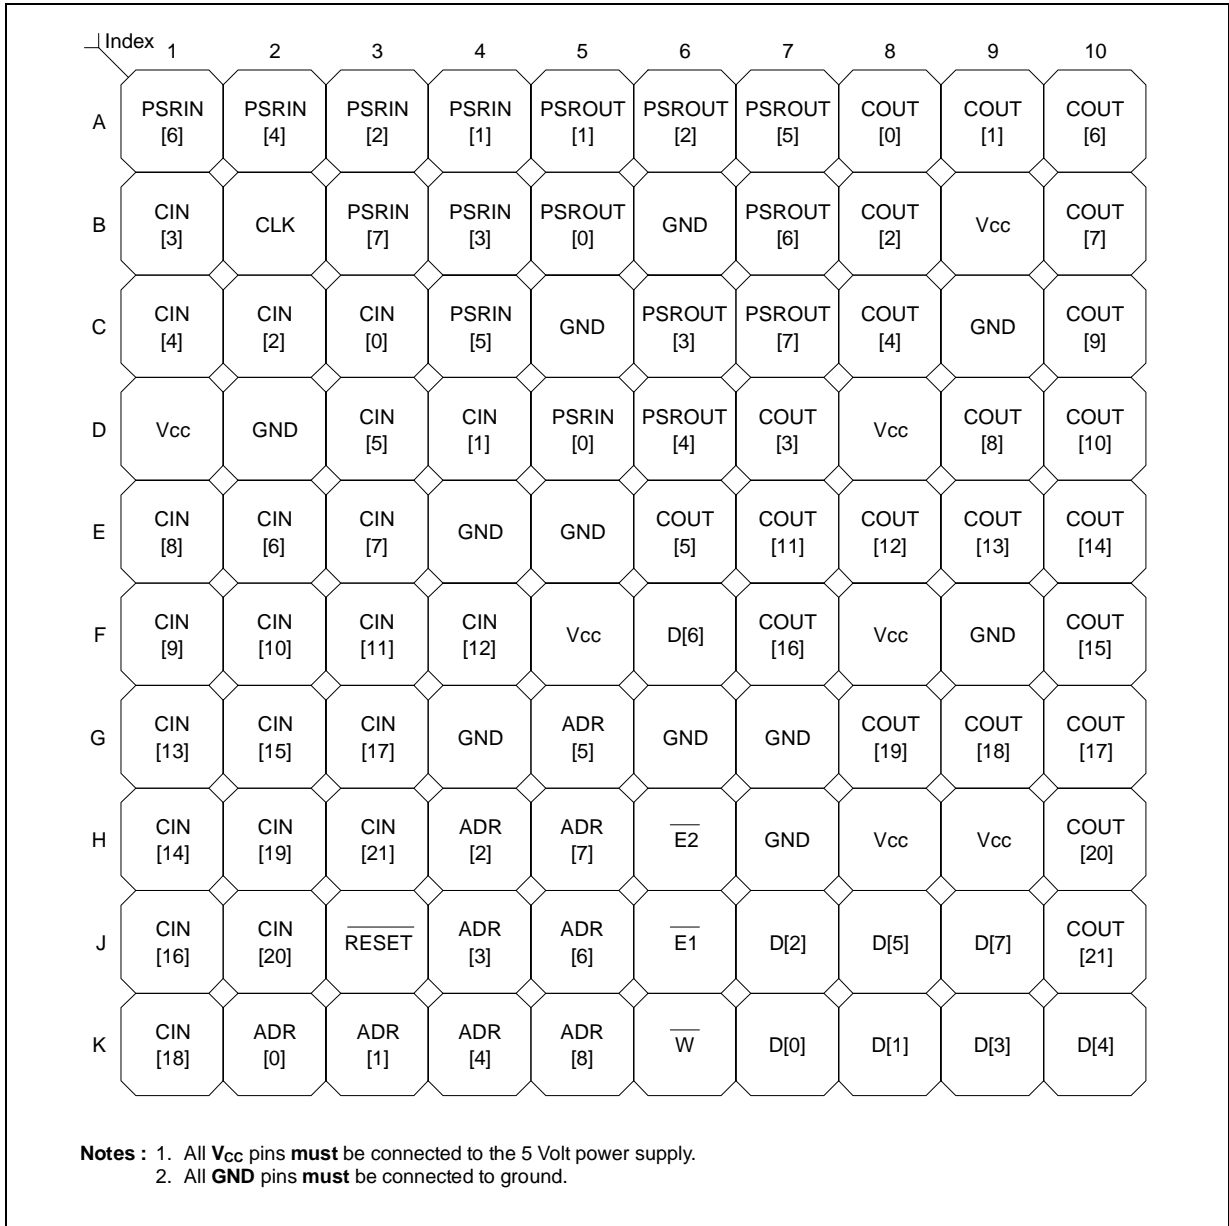 Index 1 2 3 4 5 6 7 8 9 10
A PSRIN [6] PSRIN [4] PSRIN [2] PSRIN [1] PSROUT [1] PSROUT [2] PSROUT [5] COUT [0] COUT [1] COUT [6]
B CIN [3] CLK PSRIN [7] PSRIN [3] PSROUT [0] GND PSROUT [6] COUT [2] Vcc COUT [7]
C CIN [4] CIN [2] CIN [0] PSRIN [5] GND PSROUT [3] PSROUT [7] COUT [4] GND COUT [9]
D Vcc GND CIN [5] CIN [1] PSRIN [0] PSROUT [4] COUT [3] Vcc COUT [8] COUT [10]
E CIN [8] CIN [6] CIN [7] GND GND COUT [5] COUT [11] COUT [12] COUT [13] COUT [14]
F CIN [9] CIN [10] CIN [11] CIN [12] Vcc D[6] COUT [16] Vcc GND COUT [15]
G CIN [13] CIN [15] CIN [17] GND ADR [5] GND GND COUT [19] COUT [18] COUT [17]
H CIN [14] CIN [19] CIN [21] ADR [2] ADR [7] E2 GND Vcc Vcc COUT [20]
J CIN [16] CIN [20] RESET ADR [3] ADR [6] E1 D[2] D[5] D[7] COUT [21]
K CIN [18] ADR [0] ADR [1] ADR [4] ADR [8] W D[0] D[1] D[3] D[4]
Notes : 1. All VCC pins must be connected to the 5 Volt power supply.
2. All GND pins must be connected to ground.